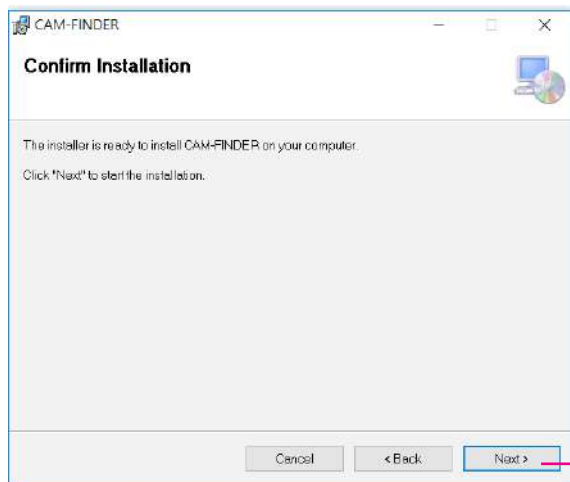 CAM-FINDER
Confirm Installation
The installer is ready to install CAM-FINDER on your computer.
Click "Next" to start the installation.
Cancel
< Back
Next >